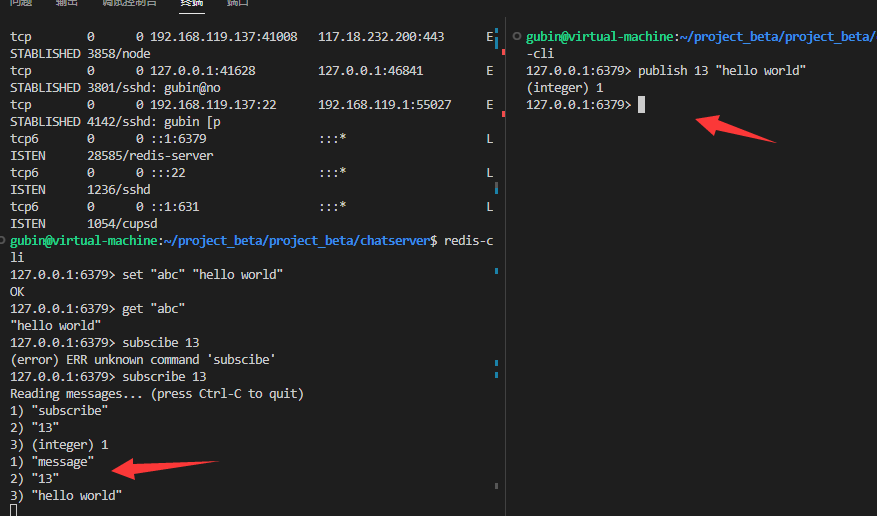 问题 输出 调试控制台 终端 端口
tcp 0 0 192.168.119.137:41008 117.18.232.200:443 E
STABLISHED 3858/node
tcp 0 0 127.0.0.1:41628 127.0.0.1:46841 E
STABLISHED 3801/sshd: gubin@no
tcp 0 0 192.168.119.137:22 192.168.119.1:55027 E
STABLISHED 4142/sshd: gubin [p
tcp6 0 0 ::1:6379 :::* L
ISTEN 28585/redis-server
tcp6 0 0 :::22 :::* L
ISTEN 1236/sshd
tcp6 0 0 ::1:631 :::* L
ISTEN 1054/cupsd
gubin@virtual-machine:~/project_beta/project_beta/chatserver$ redis-c
li
127.0.0.1:6379> set "abc" "hello world"
OK
127.0.0.1:6379> get "abc"
"hello world"
127.0.0.1:6379> subscibe 13
(error) ERR unknown command 'subscibe'
127.0.0.1:6379> subscribe 13
Reading messages... (press Ctrl-C to quit)
1) "subscribe"
2) "13"
3) (integer) 1
1) "message"
2) "13"
3) "hello world"
gubin@virtual-machine:~/project_beta/project_beta/
-cli
127.0.0.1:6379> publish 13 "hello world"
(integer) 1
127.0.0.1:6379>